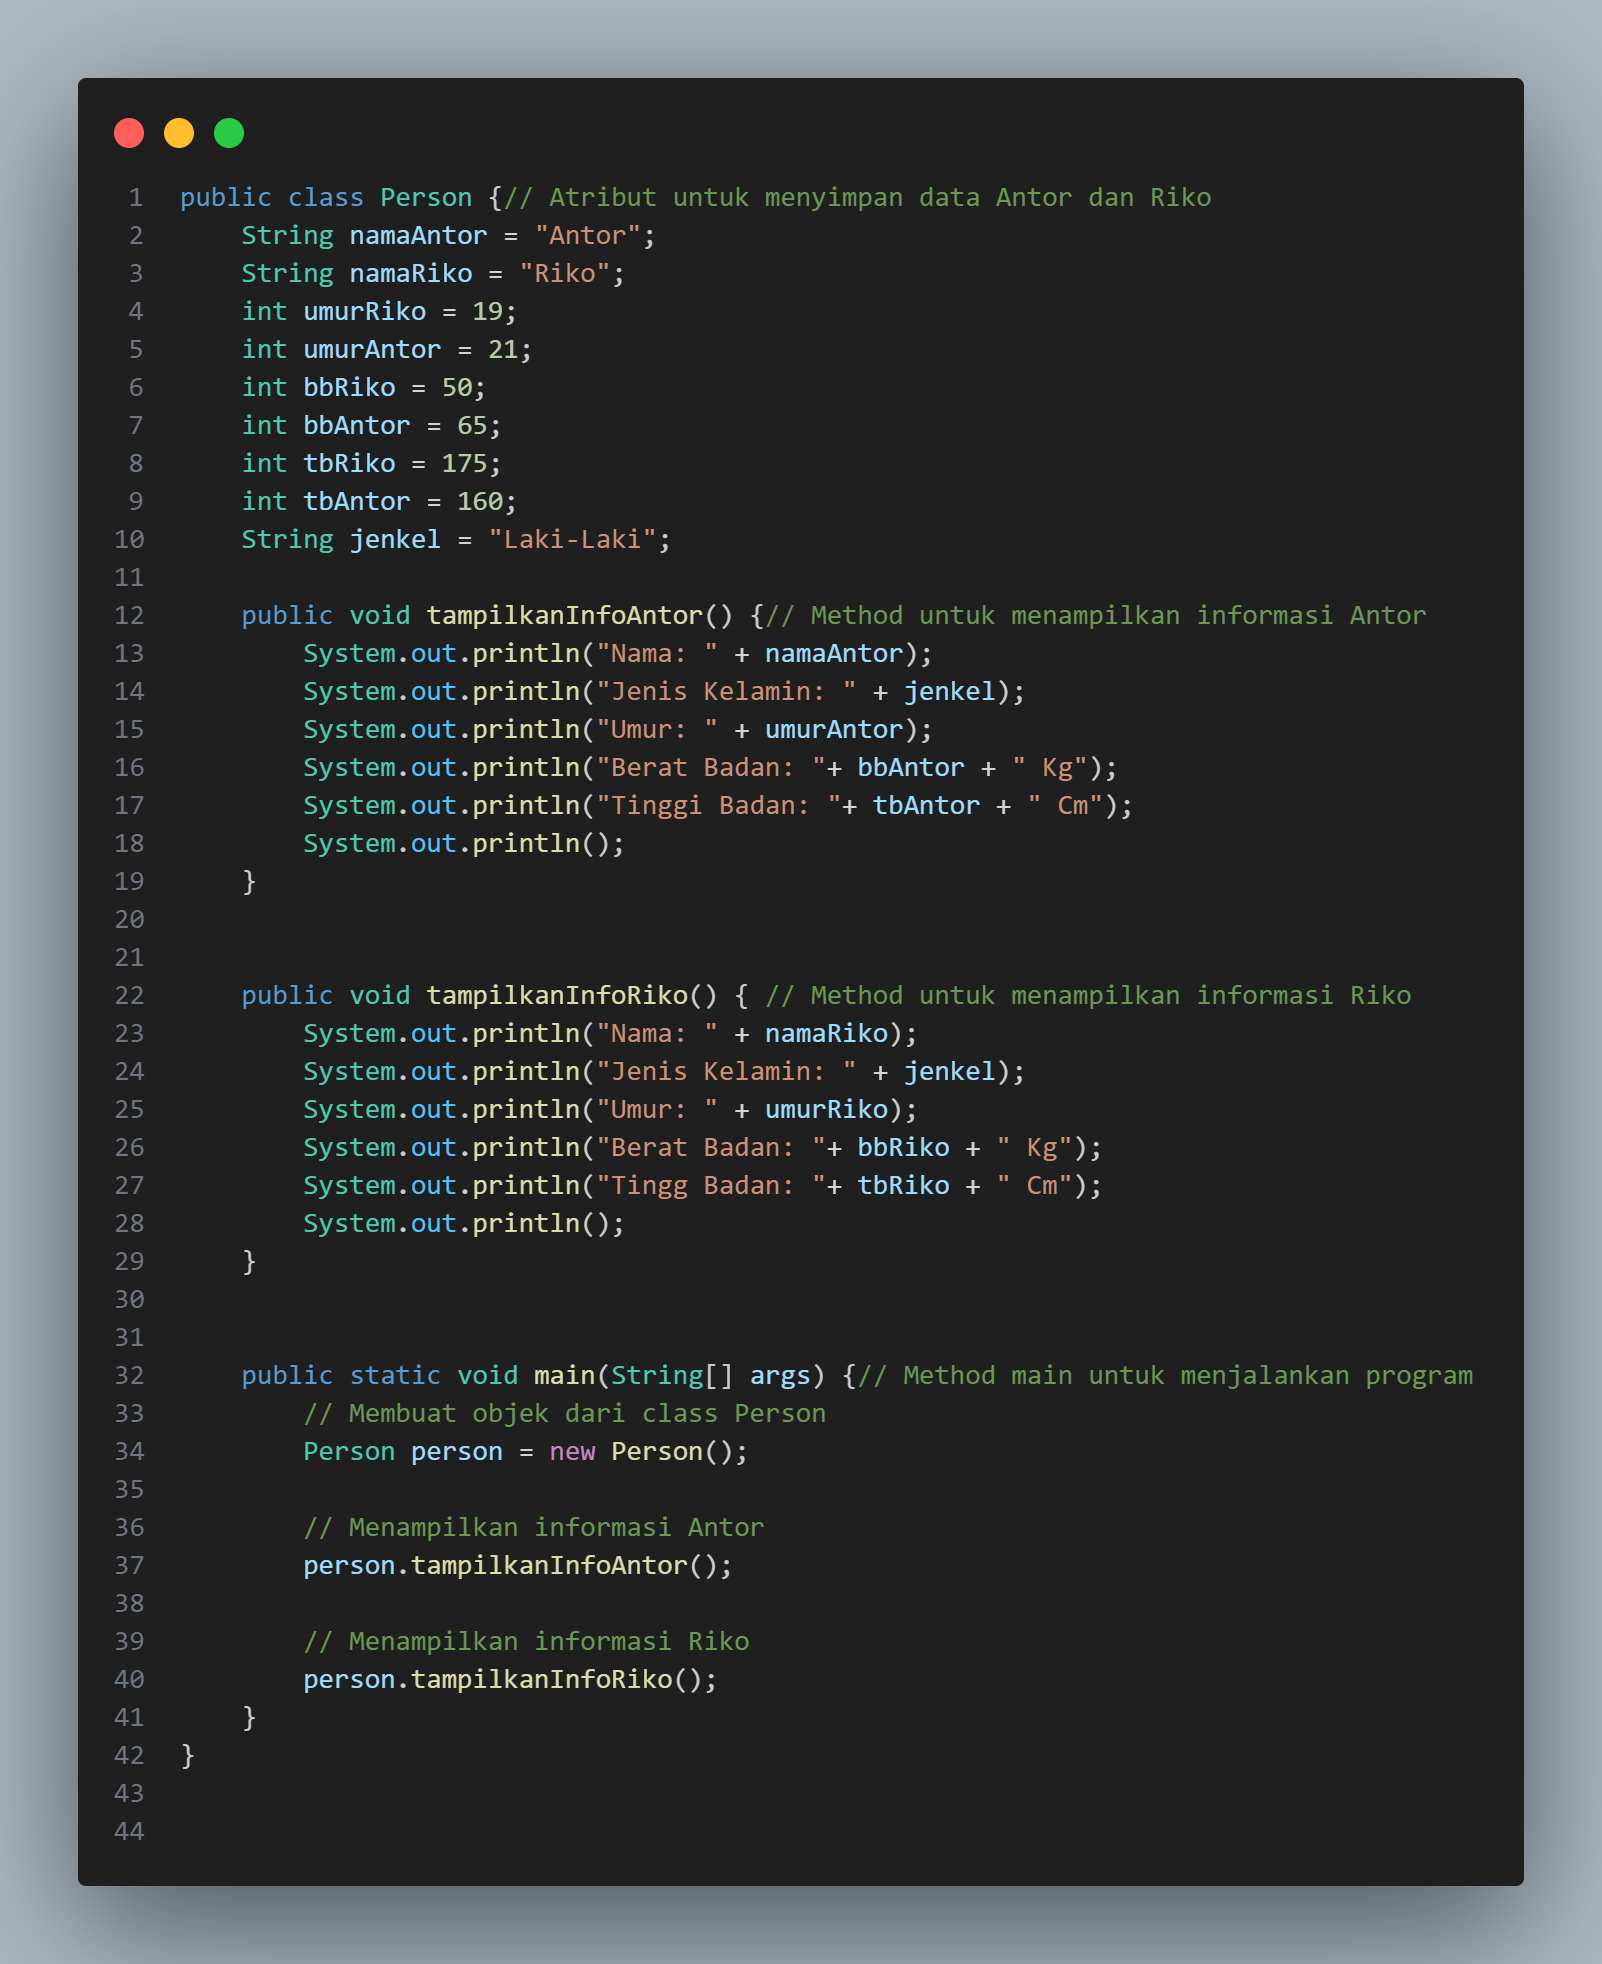 1 public class Person {// Atribut untuk menyimpan data Antor dan Riko
2     String namaAntor = "Antor";
3     String namaRiko = "Riko";
4     int umurRiko = 19;
5     int umurAntor = 21;
6     int bbRiko = 50;
7     int bbAntor = 65;
8     int tbRiko = 175;
9     int tbAntor = 160;
10     String jenkel = "Laki-Laki";
11
12     public void tampilkanInfoAntor() {// Method untuk menampilkan informasi Antor
13         System.out.println("Nama: " + namaAntor);
14         System.out.println("Jenis Kelamin: " + jenkel);
15         System.out.println("Umur: " + umurAntor);
16         System.out.println("Berat Badan: "+ bbAntor + " Kg");
17         System.out.println("Tinggi Badan: "+ tbAntor + " Cm");
18         System.out.println();
19     }
20
21
22     public void tampilkanInfoRiko() { // Method untuk menampilkan informasi Riko
23         System.out.println("Nama: " + namaRiko);
24         System.out.println("Jenis Kelamin: " + jenkel);
25         System.out.println("Umur: " + umurRiko);
26         System.out.println("Berat Badan: "+ bbRiko + " Kg");
27         System.out.println("Tingg Badan: "+ tbRiko + " Cm");
28         System.out.println();
29     }
30
31
32     public static void main(String[] args) {// Method main untuk menjalankan program
33         // Membuat objek dari class Person
34         Person person = new Person();
35
36         // Menampilkan informasi Antor
37         person.tampilkanInfoAntor();
38
39         // Menampilkan informasi Riko
40         person.tampilkanInfoRiko();
41     }
42 }
43
44